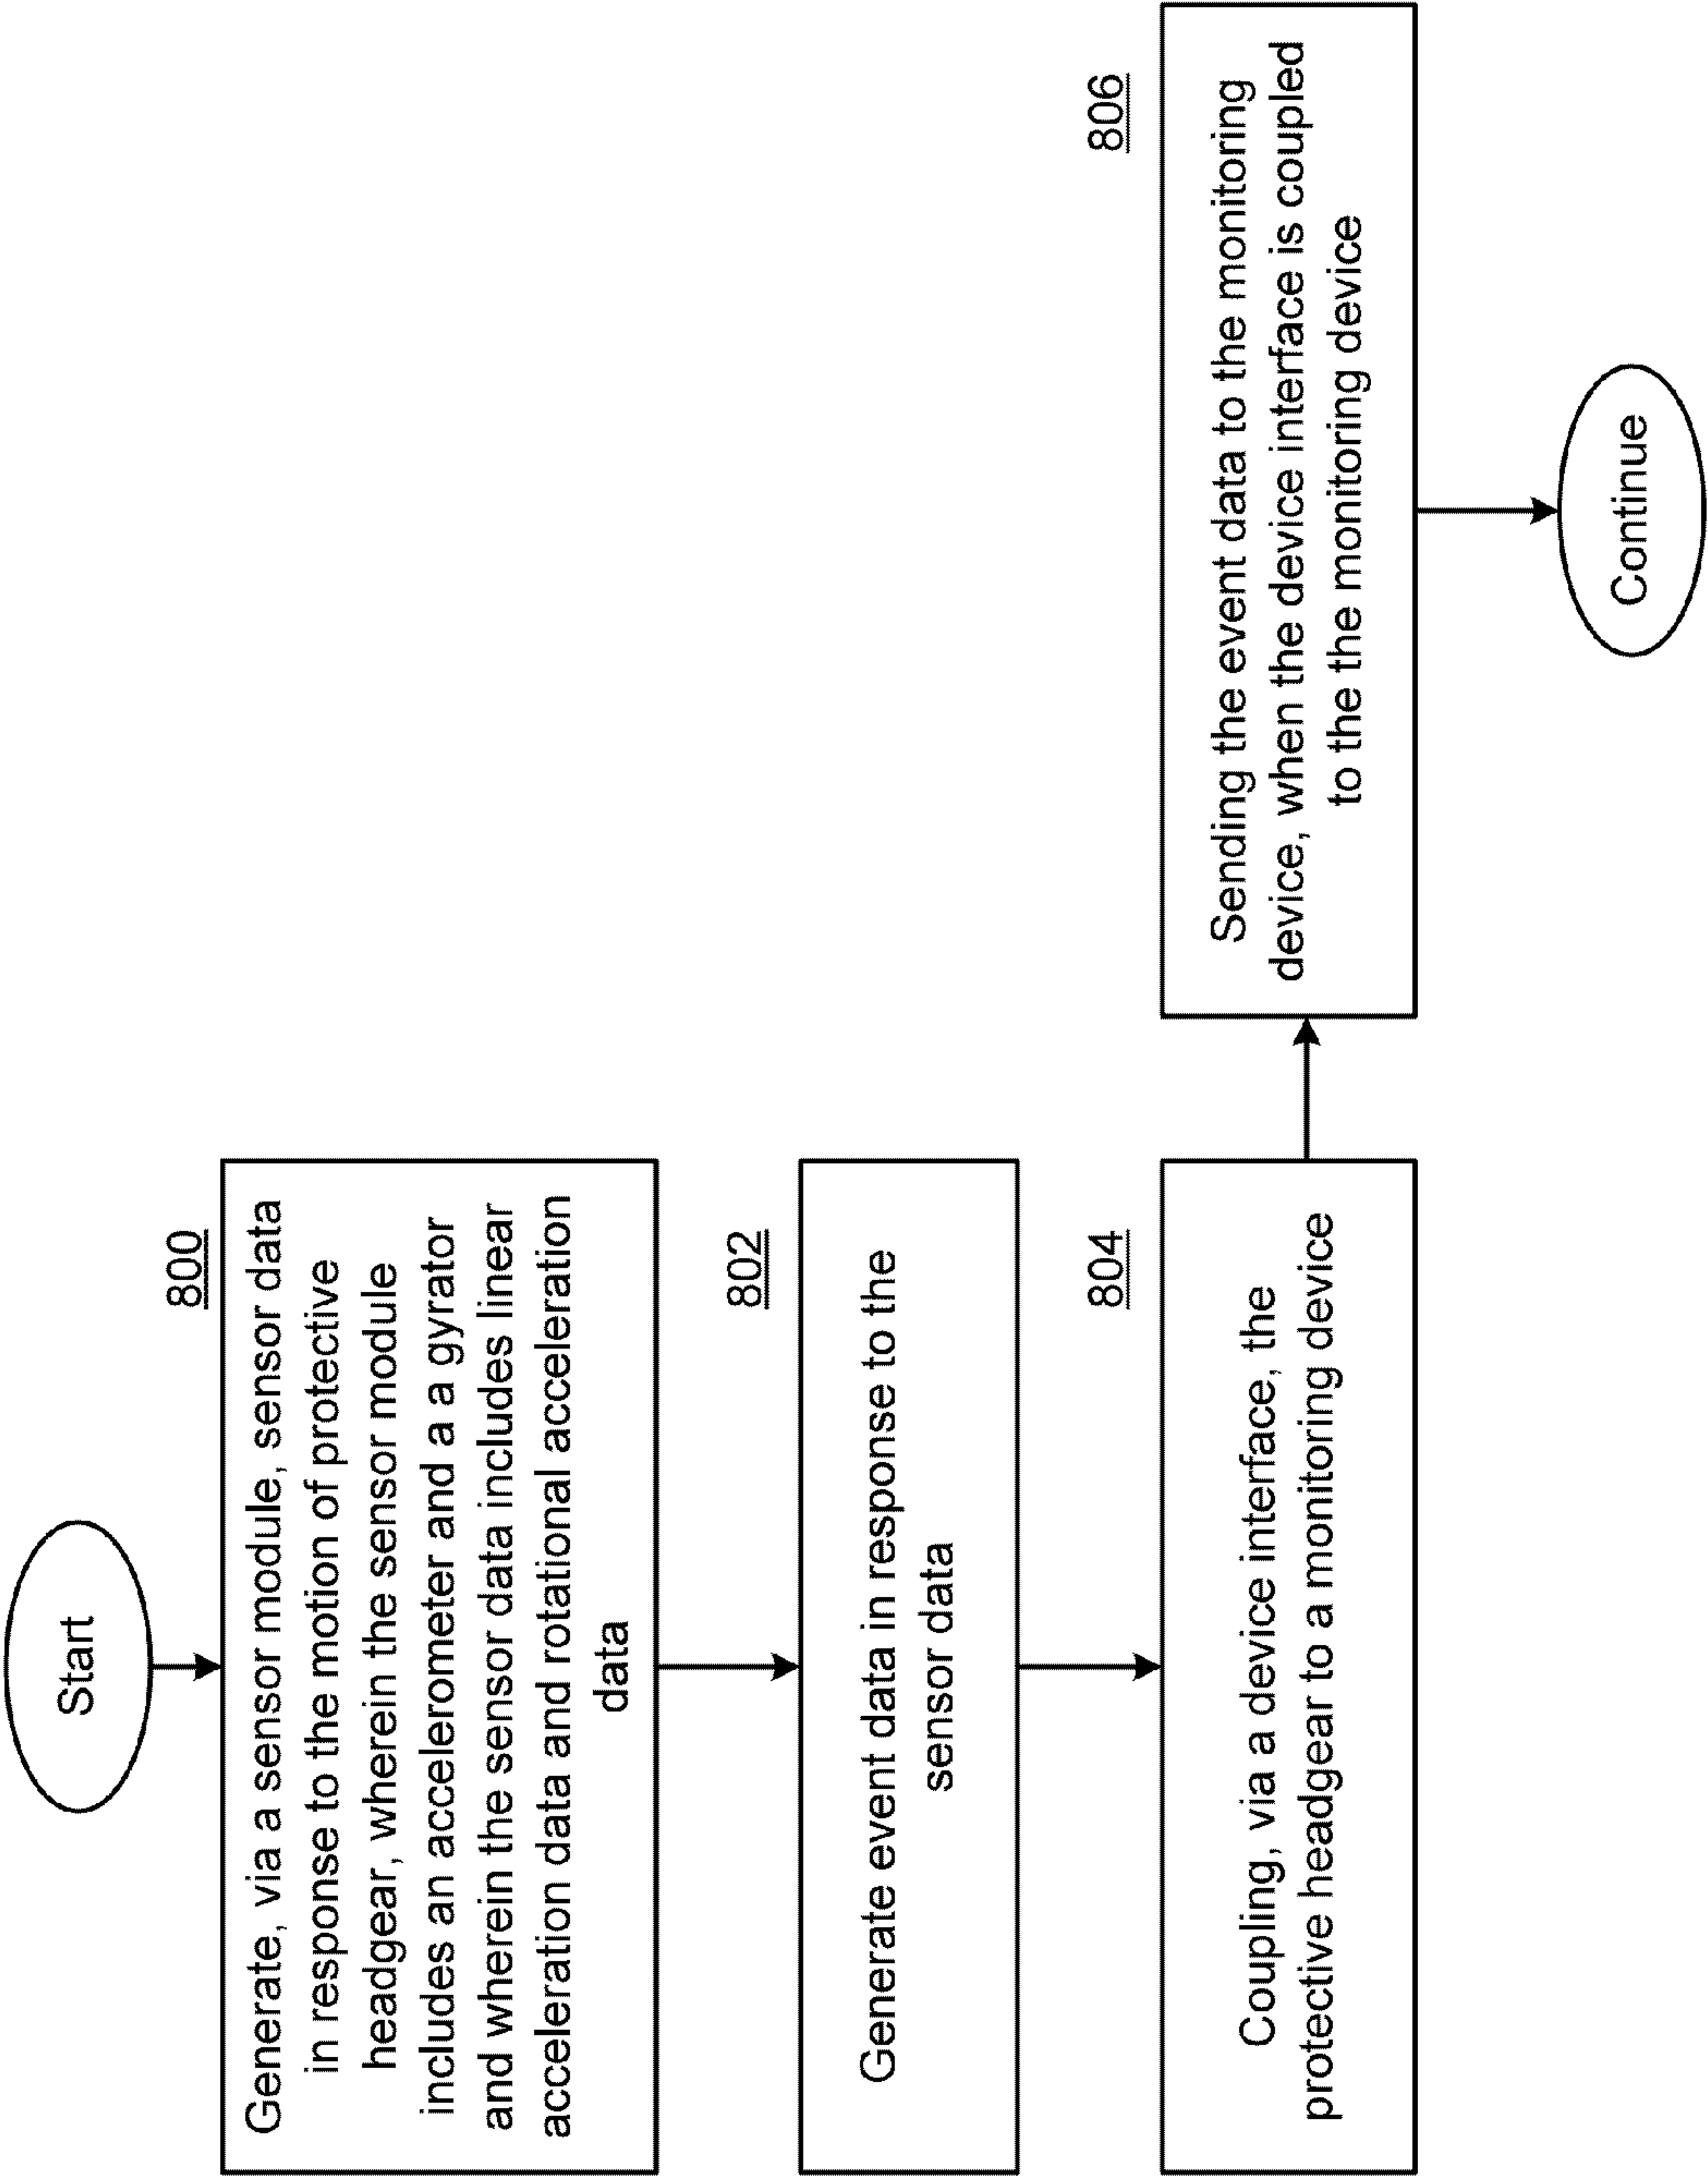 Start
800
Generate, via a sensor module, sensor data
in response to the motion of protective
headgear, wherein the sensor module
includes an accelerometer and a a gyrator
and wherein the sensor data includes linear
acceleration data and rotational acceleration
data
802
Generate event data in response to the
sensor data
804
Coupling, via a device interface, the
protective headgear to a monitoring device
806
Sending the event data to the monitoring
device, when the device interface is coupled
to the the monitoring device
Continue